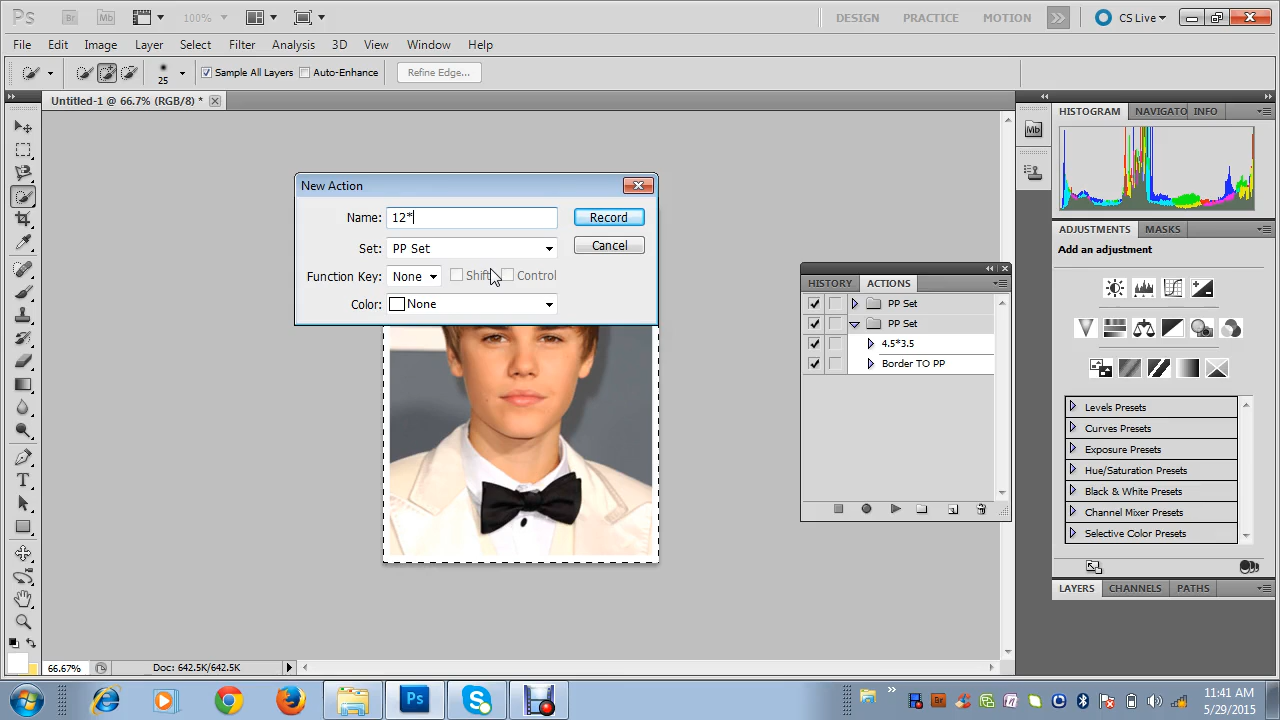 Ps Br Mb 100% DESIGN PRACTICE MOTION CS Live
File Edit Image Layer Select Filter Analysis 3D View Window Help
25 Sample All Layers Auto-Enhance Refine Edge...
Untitled-1 @ 66.7% (RGB/8) *
New Action
Name: 12* Record
Set: PP Set Cancel
Function Key: None Shift Control
Color: None
Mb
HISTOGRAM NAVIGATO INFO
ADJUSTMENTS MASKS
Add an adjustment
HISTORY ACTIONS
PP Set
PP Set
4.5*3.5
Border TO PP
Levels Presets
Curves Presets
Exposure Presets
Hue/Saturation Presets
Black & White Presets
Channel Mixer Presets
Selective Color Presets
LAYERS CHANNELS PATHS
66.67% Doc: 642.5K/642.5K
Ps Br 11:41 AM
5/29/2015